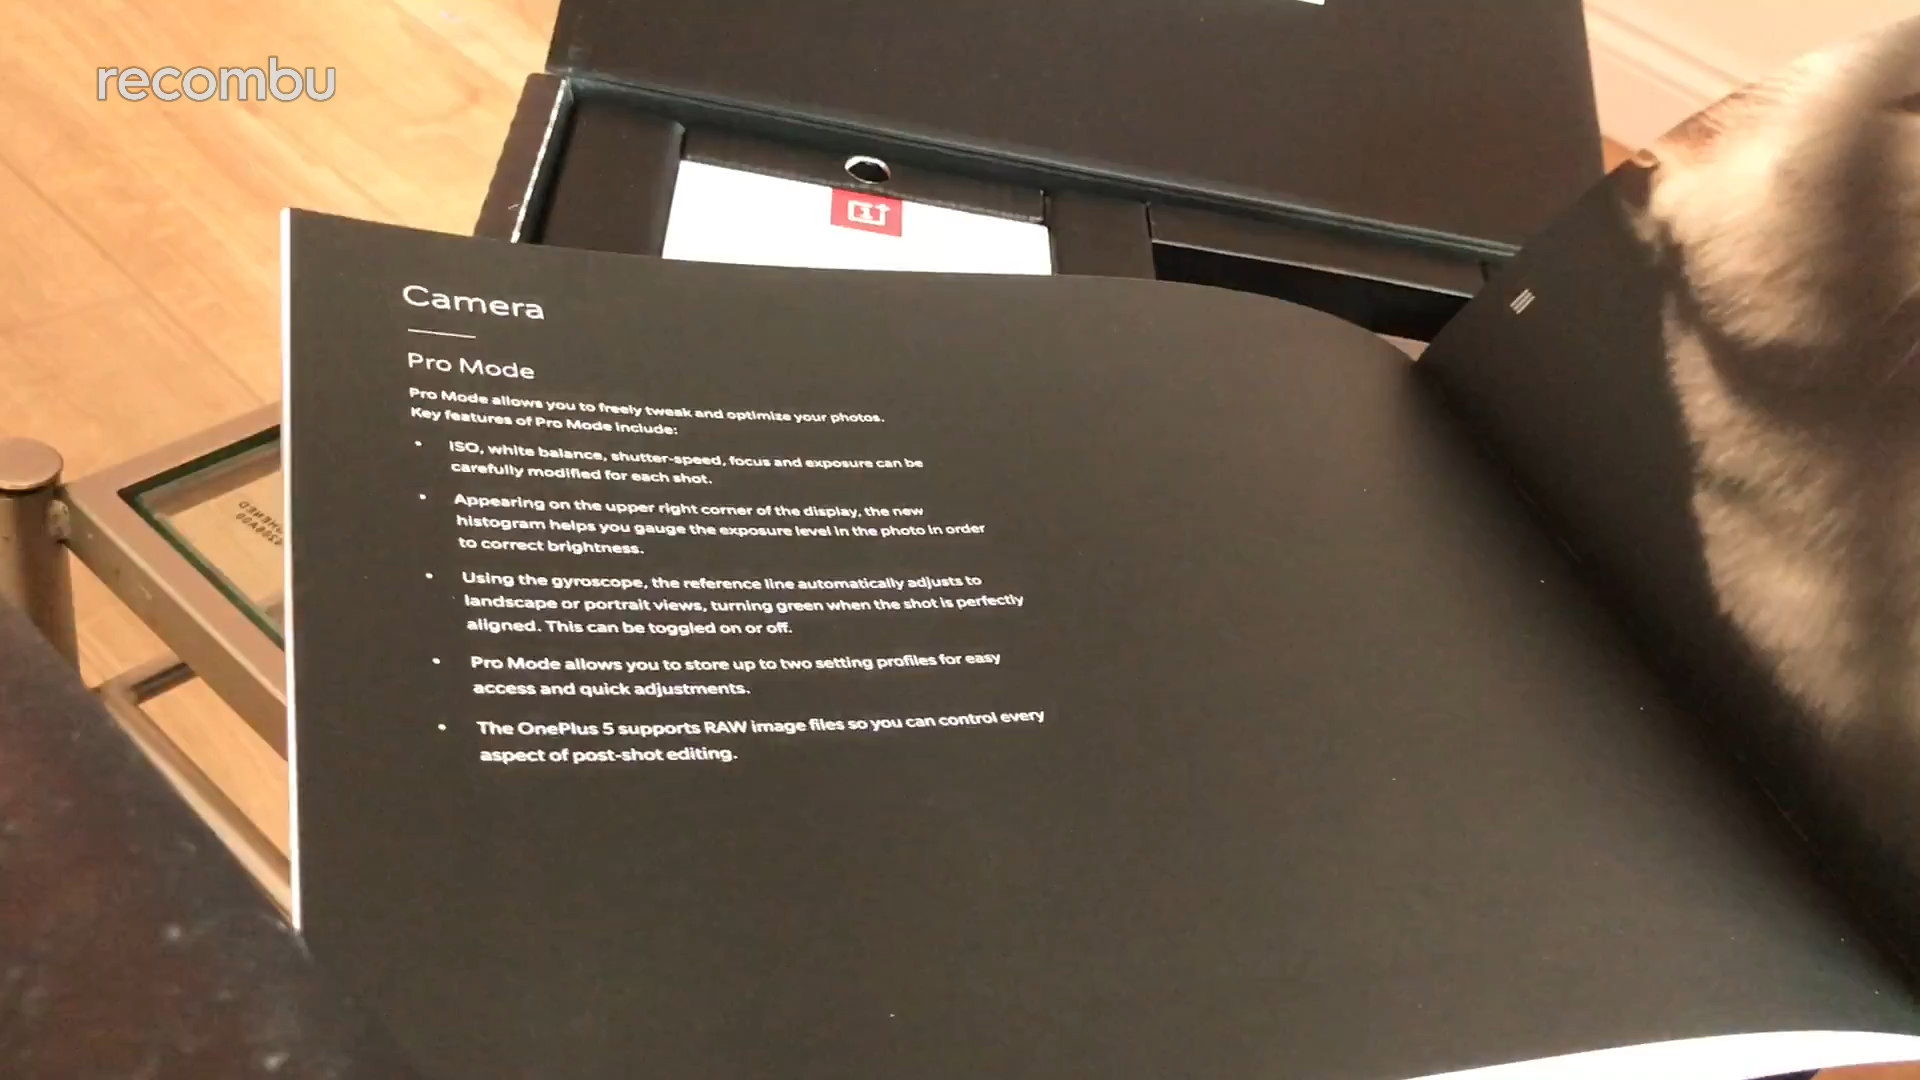 recombu
Camera
Pro Mode
Pro Mode allows you to freely tweak and optimize your photos.
Key features of Pro Mode include:
• ISO, white balance, shutter-speed, focus and exposure can be
carefully modified for each shot.
• Appearing on the upper right corner of the display, the new
histogram helps you gauge the exposure level in the photo in order
to correct brightness.
• Using the gyroscope, the reference line automatically adjusts to
landscape or portrait views, turning green when the shot is perfectly
aligned. This can be toggled on or off.
• Pro Mode allows you to store up to two setting profiles for easy
access and quick adjustments.
• The OnePlus 5 supports RAW image files so you can control every
aspect of post-shot editing.